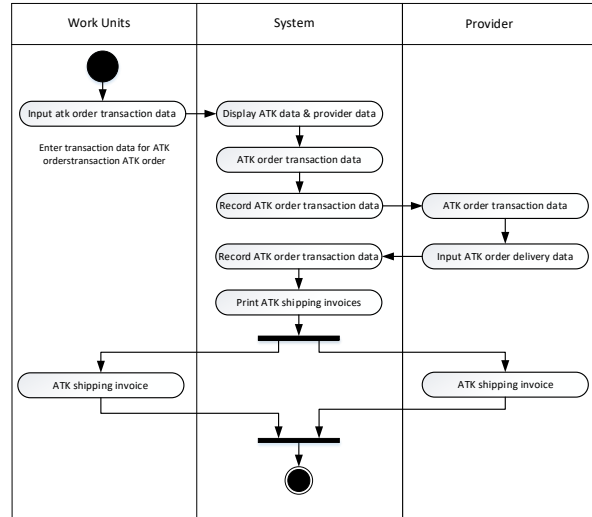 Work Units
System
Provider
Input atk order transaction data
Display ATK data & provider data
Enter transaction data for ATK
orderstransaction ATK order
ATK order transaction data
Record ATK order transaction data
ATK order transaction data
Record ATK order transaction data
Input ATK order delivery data
Print ATK shipping invoices
ATK shipping invoice
ATK shipping invoice